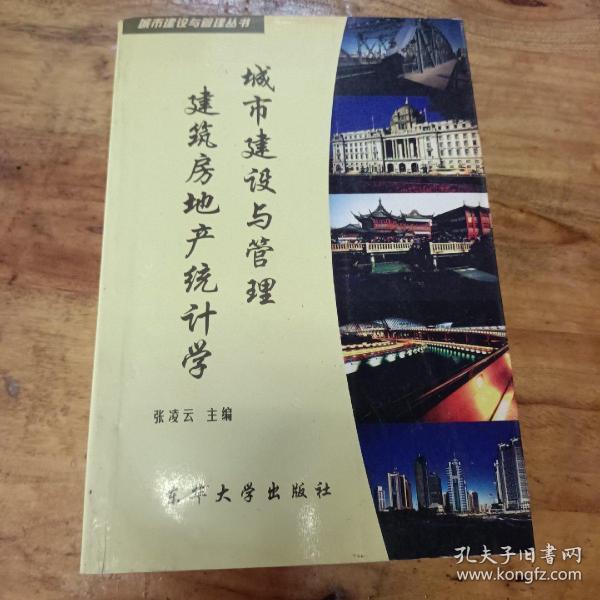 城市建设与管理丛书
城市建设与管理
建筑房地产统计学
张凌云 主编
东华大学出版社
孔夫子旧书网
www.kongfz.com